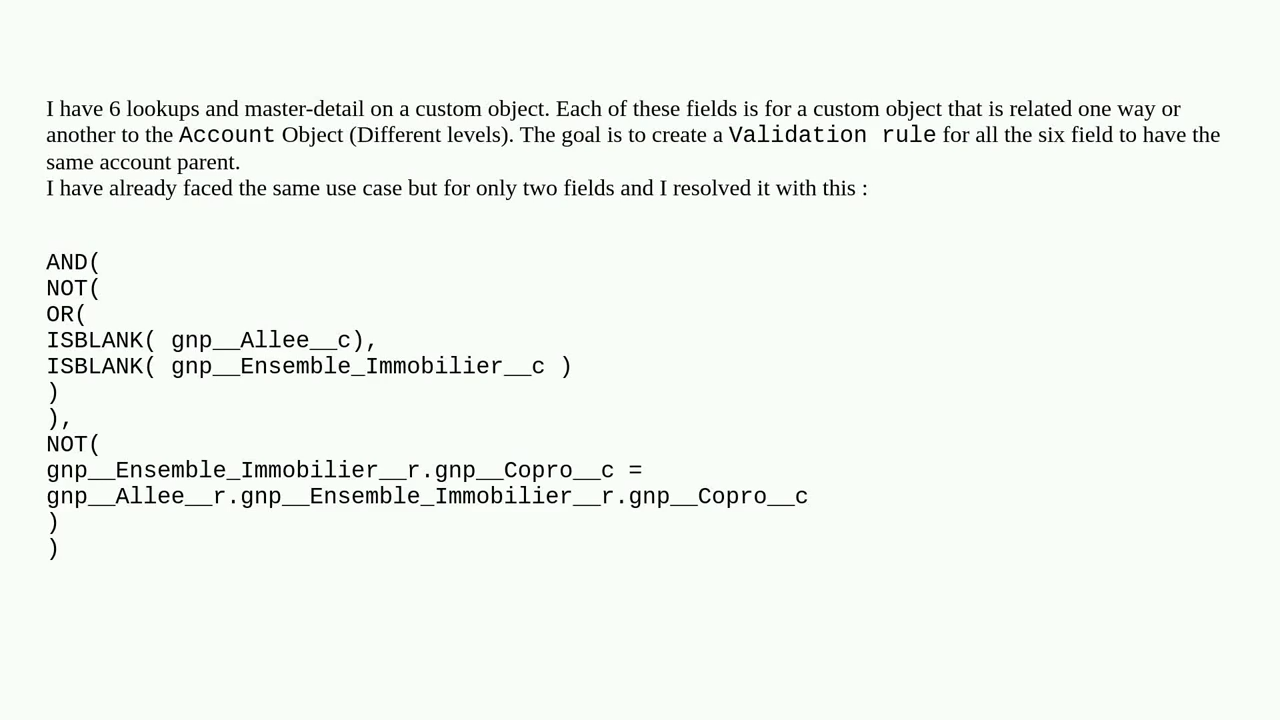 I have 6 lookups and master-detail on a custom object. Each of these fields is for a custom object that is related one way or
another to the Account Object (Different levels). The goal is to create a Validation rule for all the six field to have the
same account parent.
I have already faced the same use case but for only two fields and I resolved it with this :
AND(
NOT(
OR(
ISBLANK( gnp__Allee__c),
ISBLANK( gnp__Ensemble_Immobilier__c )
)
),
NOT(
gnp__Ensemble_Immobilier__r.gnp__Copro__c =
gnp__Allee__r.gnp__Ensemble_Immobilier__r.gnp__Copro__c
)
)